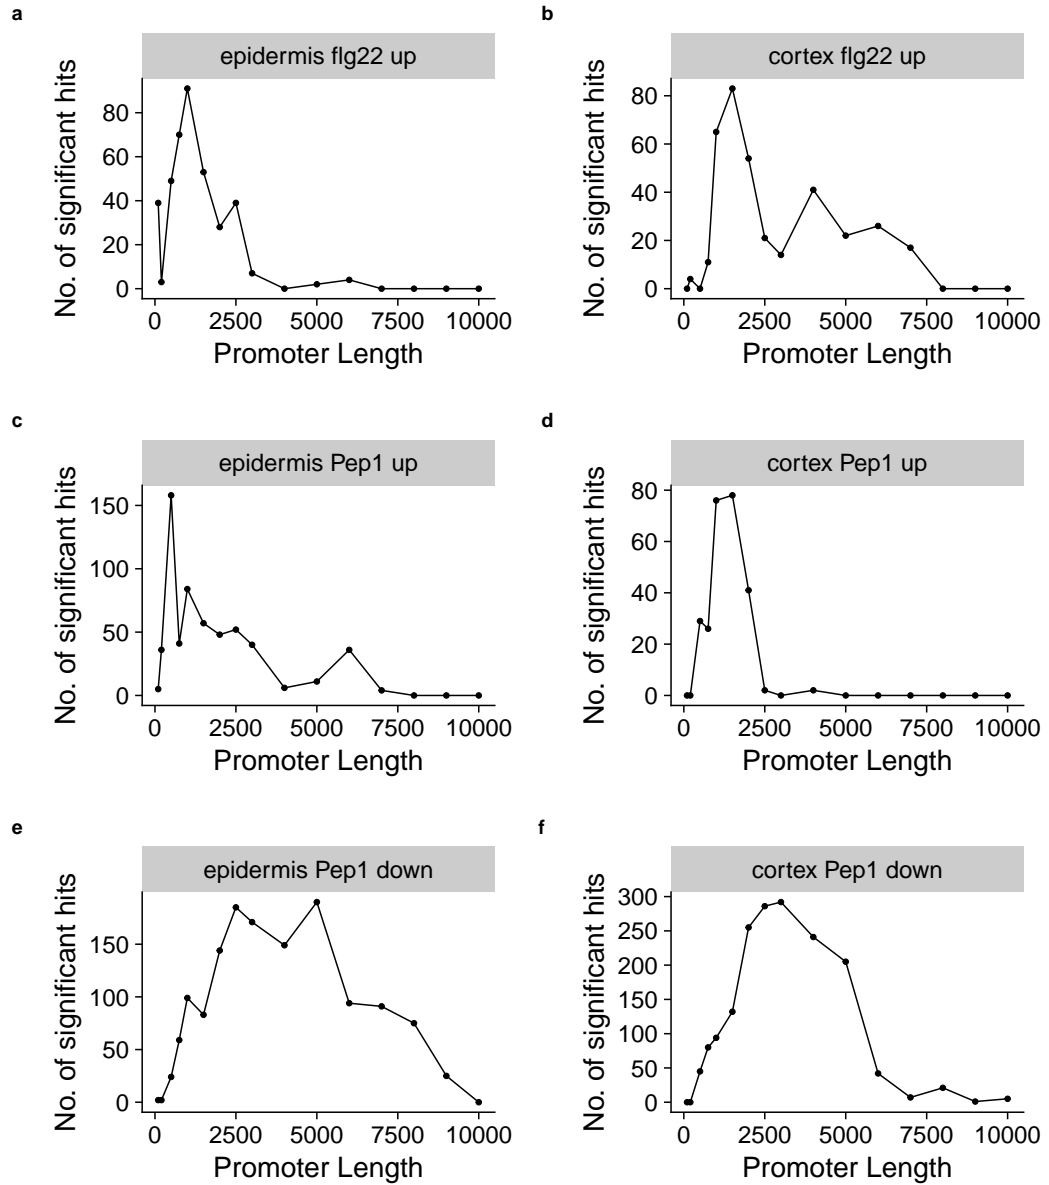 a
epidermis flg22 up
No. of significant hits
80
60
40
20
0
0 2500 5000 7500 10000
Promoter Length
b
cortex flg22 up
No. of significant hits
80
60
40
20
0
0 2500 5000 7500 10000
Promoter Length
c
epidermis Pep1 up
No. of significant hits
150
100
50
0
0 2500 5000 7500 10000
Promoter Length
d
cortex Pep1 up
No. of significant hits
80
60
40
20
0
0 2500 5000 7500 10000
Promoter Length
e
epidermis Pep1 down
No. of significant hits
150
100
50
0
0 2500 5000 7500 10000
Promoter Length
f
cortex Pep1 down
No. of significant hits
300
250
200
150
100
50
0
0 2500 5000 7500 10000
Promoter Length